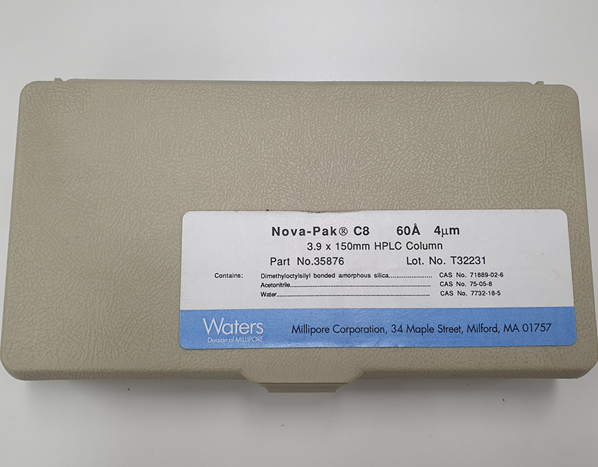 Nova-Pak® C8 60Å 4μm
3.9 x 150mm HPLC Column
Part No.35876 Lot. No. T32231
Contains: Dimethyloctylsilyl bonded amorphous silica.................... CAS No. 71889-02-6
Acetonitrile.................... CAS No. 75-05-8
Water.................... CAS No. 7732-18-5
Waters
Division of MILLIPORE
Millipore Corporation, 34 Maple Street, Milford, MA 01757